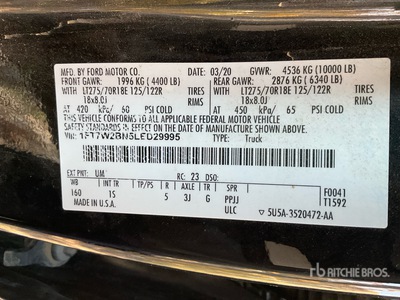 MFD. BY FORD MOTOR CO. 03/20 GVWR: 4536 KG (10000 LB)
FRONT GAWR: 1996 KG (4400 LB) REAR GAWR: 2876 KG (6340 LB)
LT275/70R18E 125/122R TIRES LT275/70R18E 125/122R TIRES
18x8.0J RIMS 18x8.0J RIMS
AT 420 kPa/ 60 PSI COLD AT 450 kPa/ 65 PSI COLD
THIS VEHICLE CONFORMS TO ALL APPLICABLE FEDERAL MOTOR VEHICLE
SAFETY STANDARDS IN EFFECT ON THE DATE OF MANUFACTURE SHOWN ABOVE.
VIN: 1FT7W2BN5LED29995 TYPE: Truck
EXT PNT: UM RC: 23 DSO:
WB INT TR TP/PS R AXLE TR SPR F0041
160 1S 5 3J G PPJJ T1592
MADE IN U.S.A. ULC 5U5A-3520472-AA
rb RITCHIE BROS.